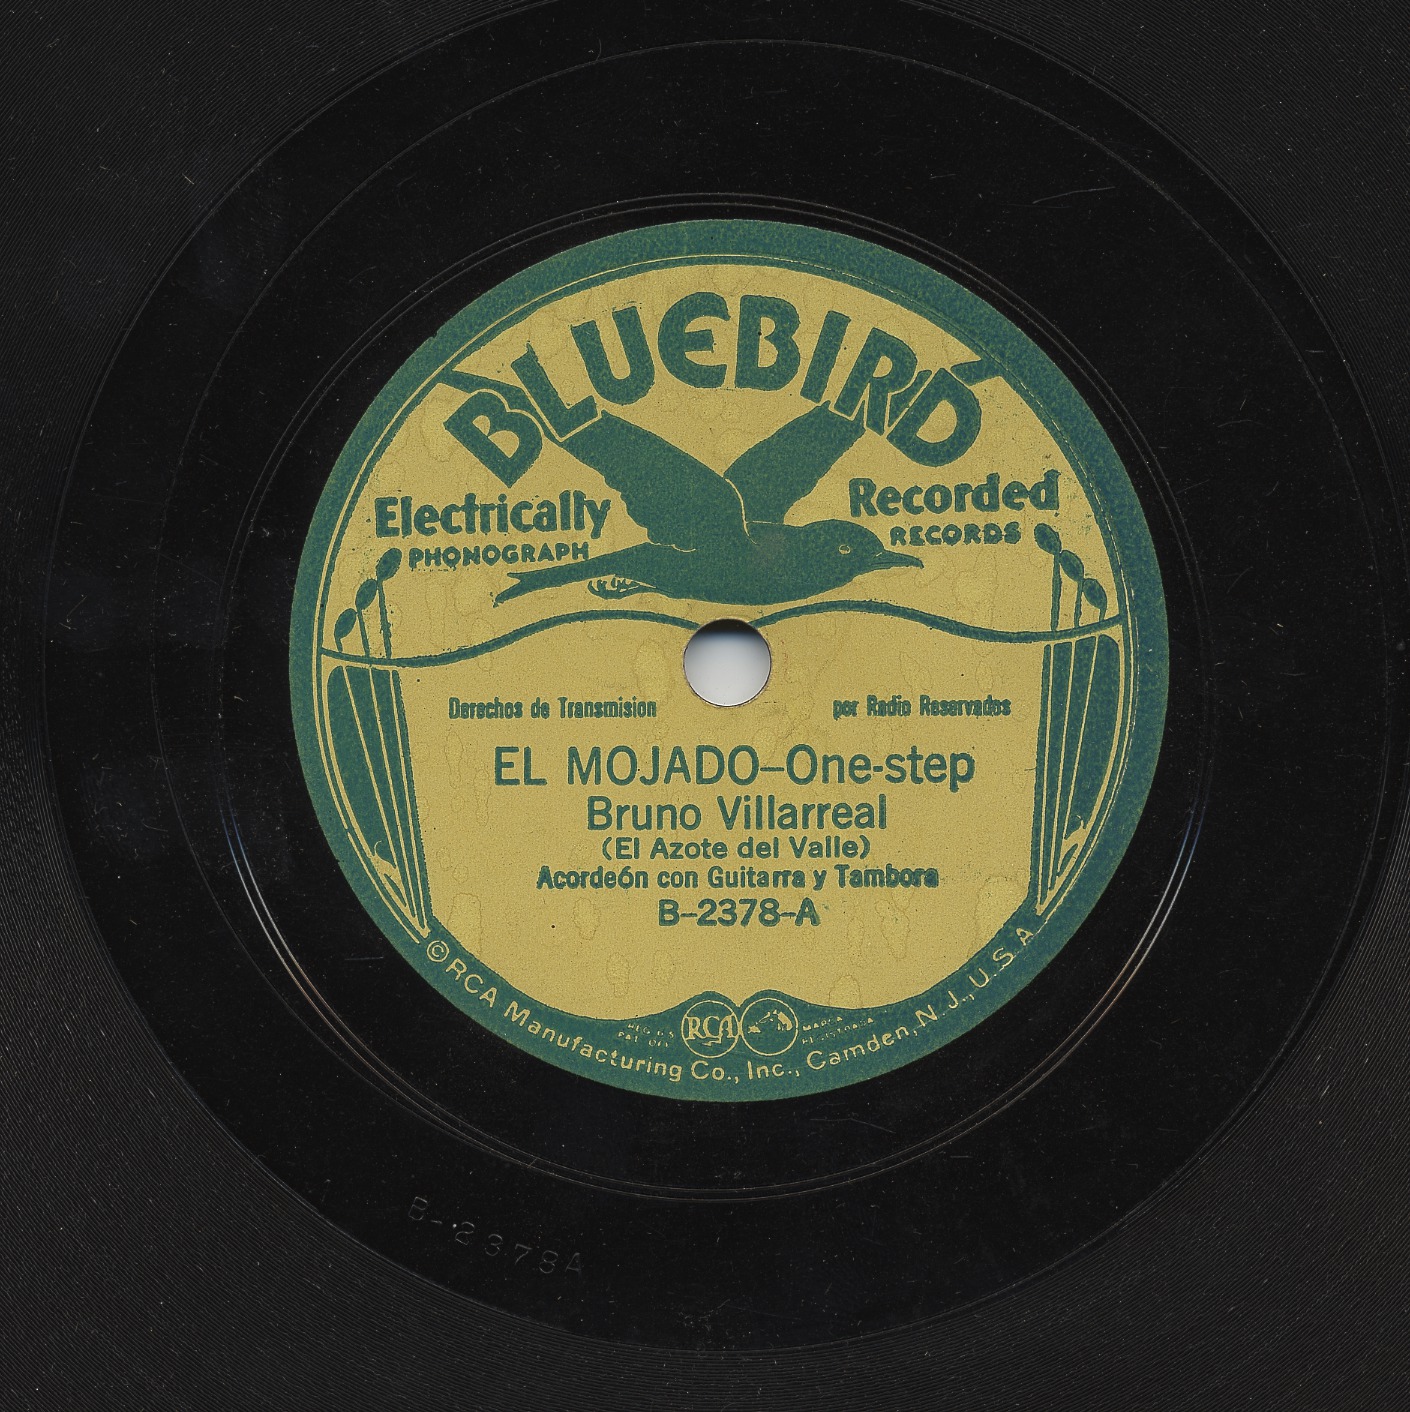 BLUEBIRD
Electrically Recorded
PHONOGRAPH RECORDS
Derechos de Transmision por Radio Reservados
EL MOJADO–One-step
Bruno Villarreal
(El Azote del Valle)
Acordeón con Guitarra y Tambora
B–2378–A
RCA
©RCA Manufacturing Co., Inc., Camden, N.J., U.S.A
B-2378A